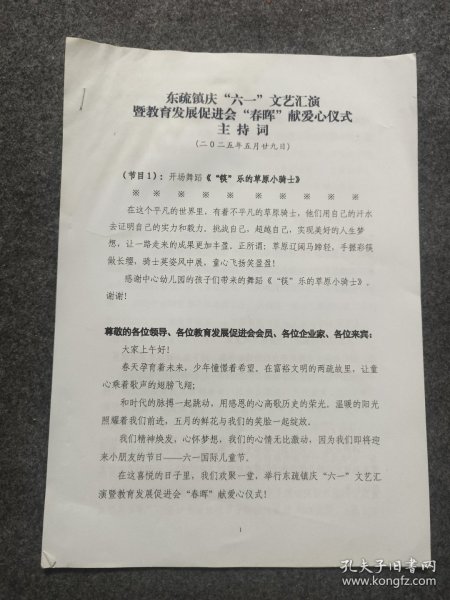 东疏镇庆“六一”文艺汇演
暨教育发展促进会“春晖”献爱心仪式
主持词
(二0二五年五月廿九日)
(节目1): 开场舞蹈《“筷”乐的草原小骑士》
※ ※ ※ ※ ※ ※ ※ ※ ※ ※
在这个平凡的世界里，有着不平凡的草原骑士，他们用自己的汗水
去证明自己的实力和毅力。挑战自己，超越自己，实现美好的人生梦
想，让一路走来的成果更加丰盈。正所谓：草原辽阔马蹄轻，手握彩筷
做长缨，骑士英姿风中展，童心飞扬笑盈盈！
感谢中心幼儿园的孩子们带来的舞蹈《“筷”乐的草原小骑士》。
谢谢！
尊敬的各位领导、各位教育发展促进会会员、各位企业家、各位来宾：
大家上午好！
春天孕育着未来，少年憧憬着希望。在富裕文明的两疏故里，让童
心乘着歌声的翅膀飞翔；
和时代的脉搏一起跳动，用感恩的心高歌历史的荣光。温暖的阳光
照耀着我们前进，五月的鲜花与我们的笑脸一起绽放。
我们精神焕发，心怀梦想，我们的心情无比激动，因为我们即将迎
来小朋友的节日——六一国际儿童节。
在这喜悦的日子里，我们欢聚一堂，举行东疏镇庆“六一”文艺汇
演暨教育发展促进会“春晖”献爱心仪式！
1
孔夫子旧书网
www.kongfz.com